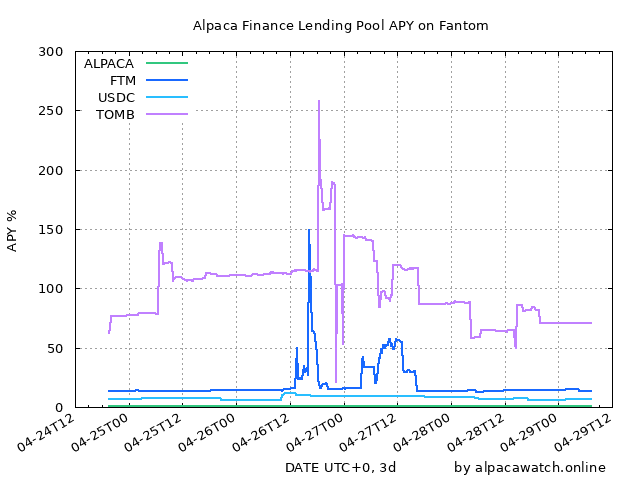 Alpaca Finance Lending Pool APY on Fantom
300
250
200
150
100
50
0
APY %
ALPACA
FTM
USDC
TOMB
04-24T12
04-25T00
04-25T12
04-26T00
04-26T12
04-27T00
04-27T12
04-28T00
04-28T12
04-29T00
04-29T12
DATE UTC+0, 3d
by alpacawatch.online